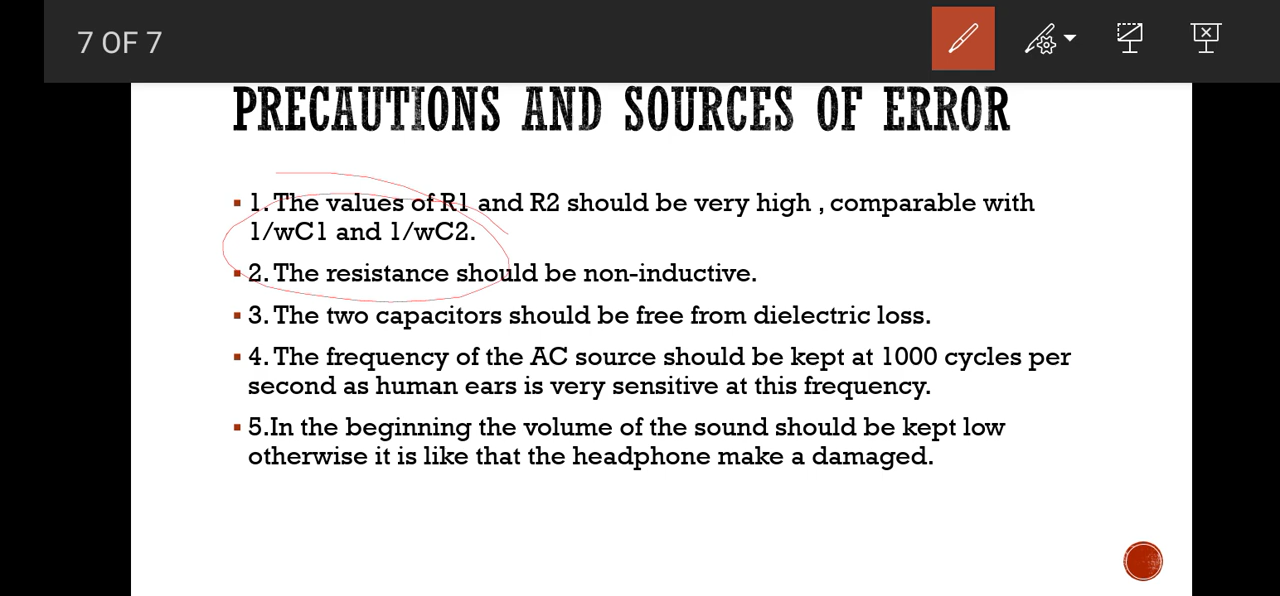 7 OF 7
PRECAUTIONS AND SOURCES OF ERROR
▪ 1. The values of R1 and R2 should be very high , comparable with
1/wC1 and 1/wC2.
▪ 2. The resistance should be non-inductive.
▪ 3. The two capacitors should be free from dielectric loss.
▪ 4. The frequency of the AC source should be kept at 1000 cycles per
second as human ears is very sensitive at this frequency.
▪ 5.In the beginning the volume of the sound should be kept low
otherwise it is like that the headphone make a damaged.